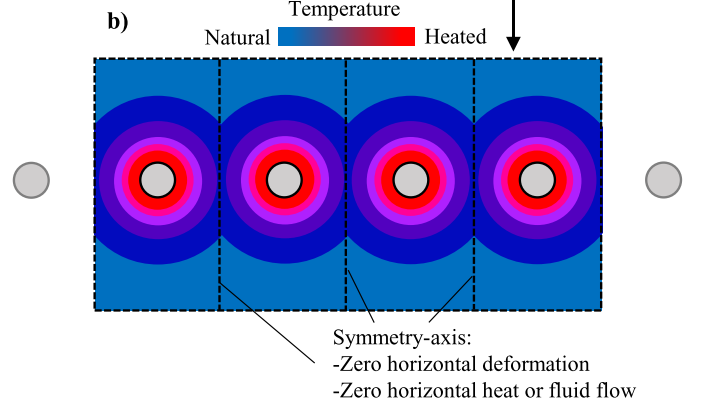 Temperature
b)
Natural Heated
Symmetry-axis:
-Zero horizontal deformation
-Zero horizontal heat or fluid flow